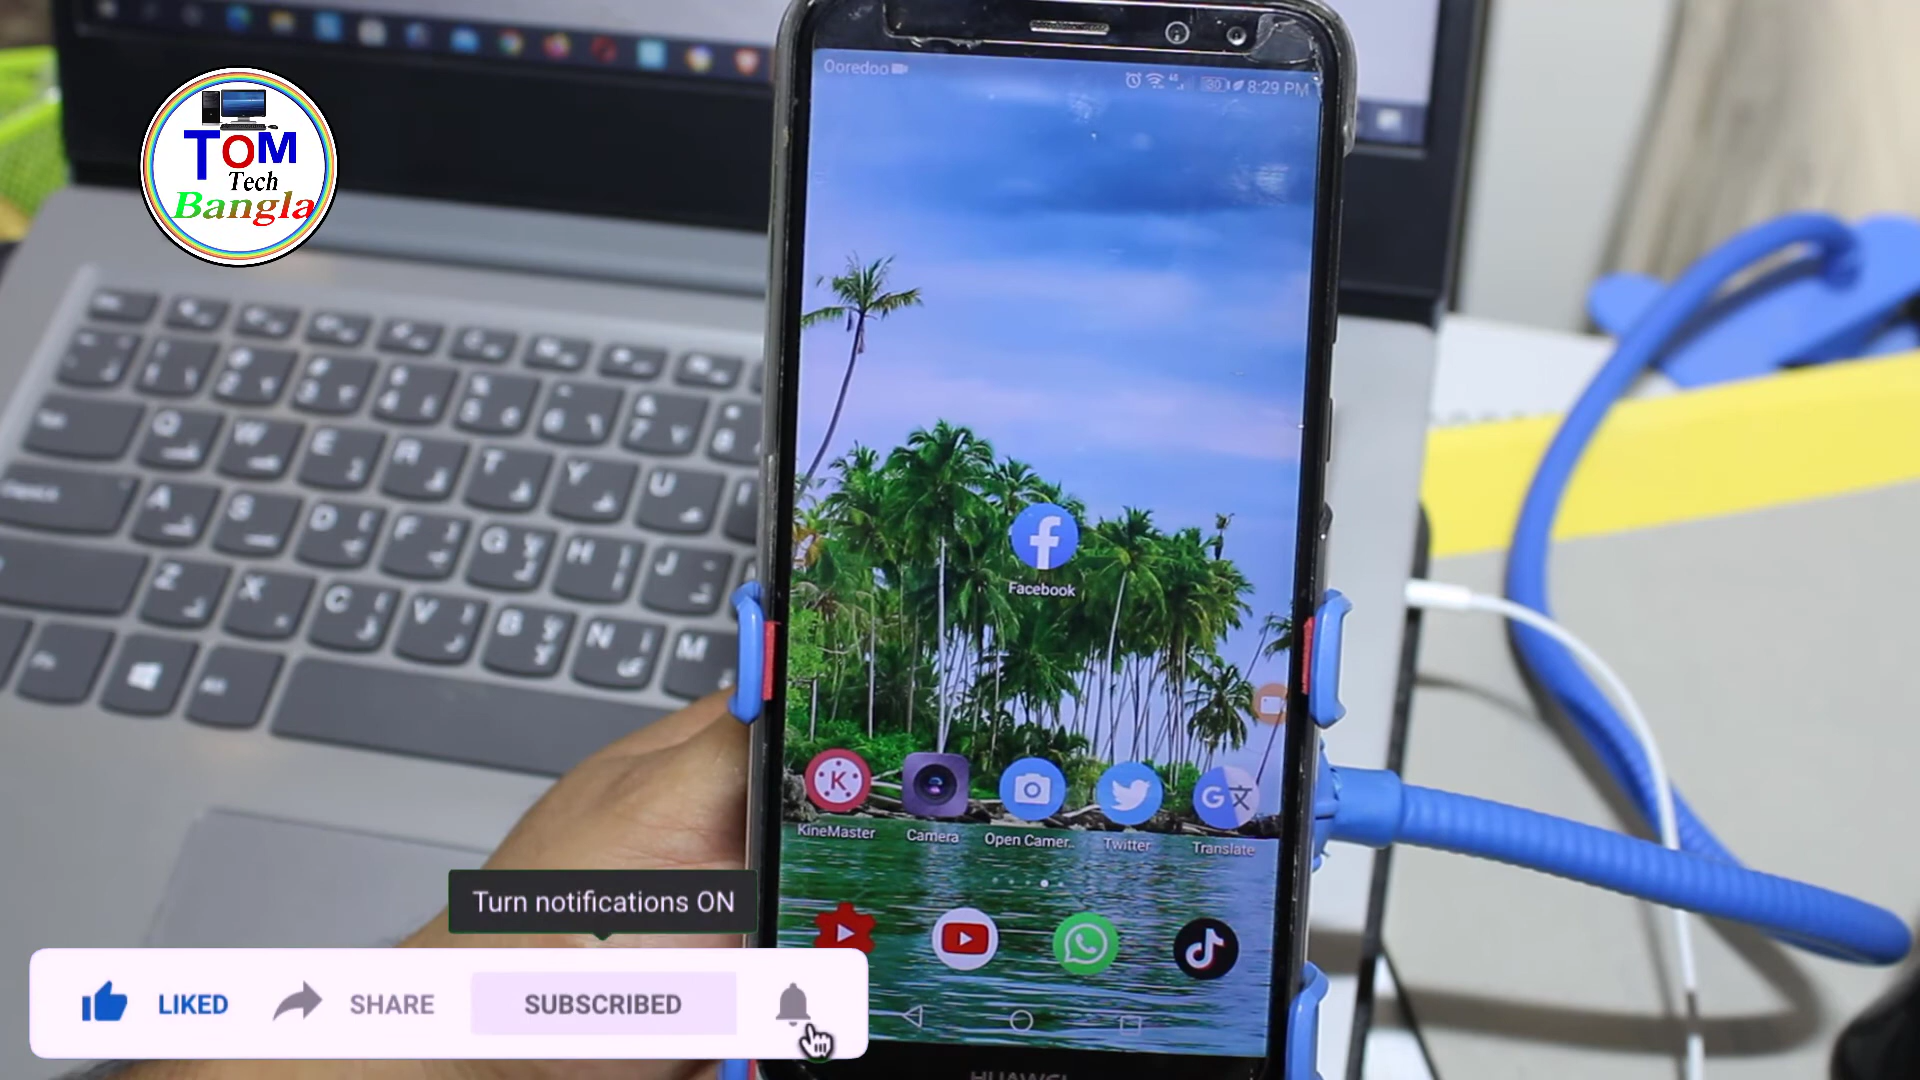 TOM
Tech
Bangla
Ooredoo
8:29 PM
Facebook
KineMaster
Camera
Open Camer..
Twitter
Translate
Turn notifications ON
LIKED
SHARE
SUBSCRIBED
HUAWEI
Q W E R T Y U
A S D F G H J
Z X C V B N M